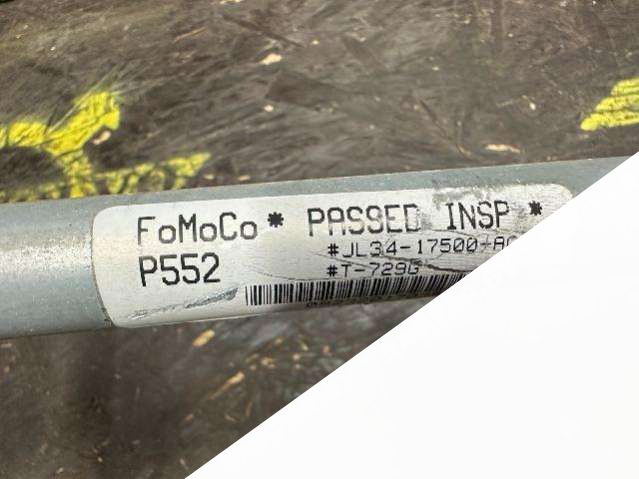 FoMoCo * PASSED INSP *
P552
#JL34-17500-A
#T-729G